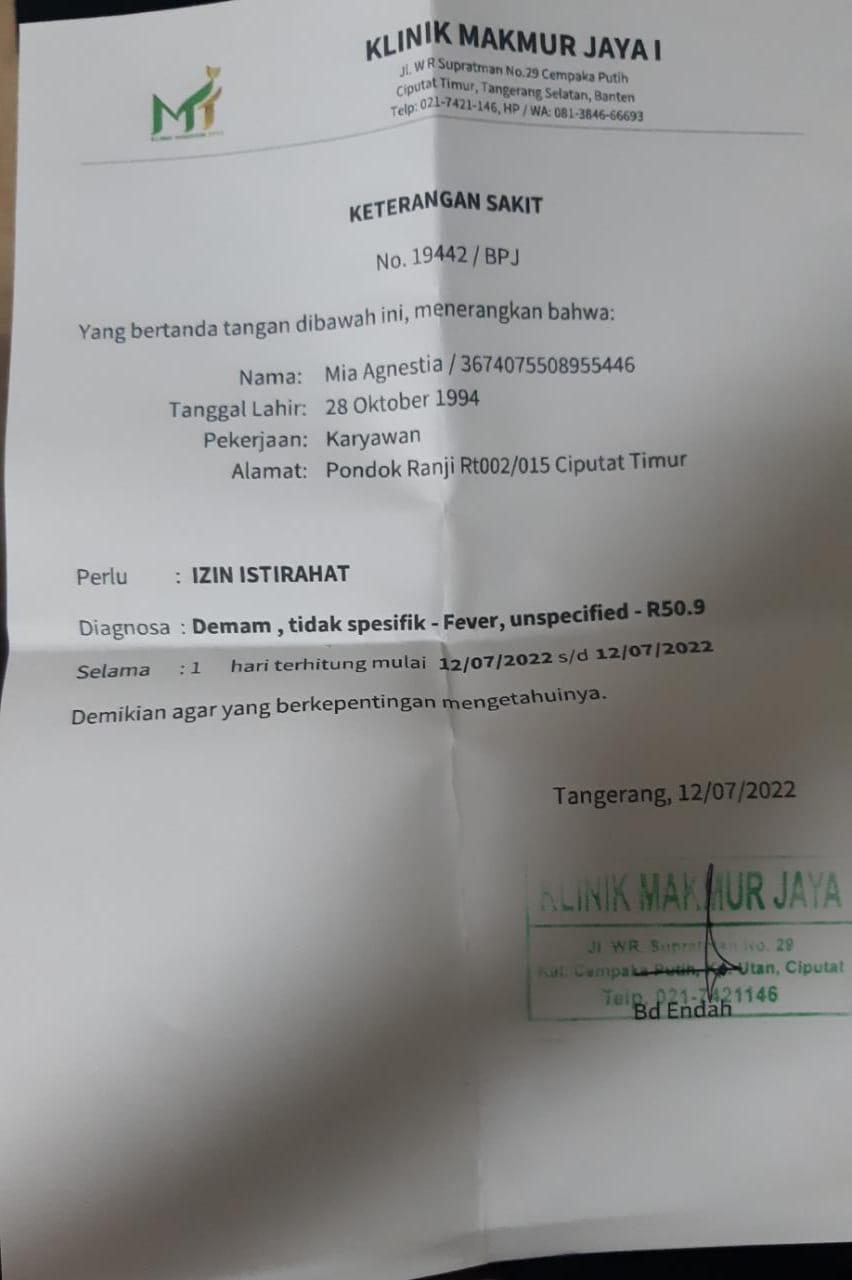 KLINIK MAKMUR JAYA I
Jl. W R Supratman No.29 Cempaka Putih
Ciputat Timur, Tangerang Selatan, Banten
Telp: 021-7421-146, HP / WA: 081-3846-66693
KETERANGAN SAKIT
No. 19442 / BPJ
Yang bertanda tangan dibawah ini, menerangkan bahwa:
Nama: Mia Agnestia / 3674075508955446
Tanggal Lahir: 28 Oktober 1994
Pekerjaan: Karyawan
Alamat: Pondok Ranji Rt002/015 Ciputat Timur
Perlu : IZIN ISTIRAHAT
Diagnosa : Demam , tidak spesifik - Fever, unspecified - R50.9
Selama : 1 hari terhitung mulai 12/07/2022 s/d 12/07/2022
Demikian agar yang berkepentingan mengetahuinya.
Tangerang, 12/07/2022
KLINIK MAKMUR JAYA
Jl WR. Supratman No. 29
Kel. Cempaka Putih, Utan, Ciputat
Telp. 021-7421146
Bd Endah